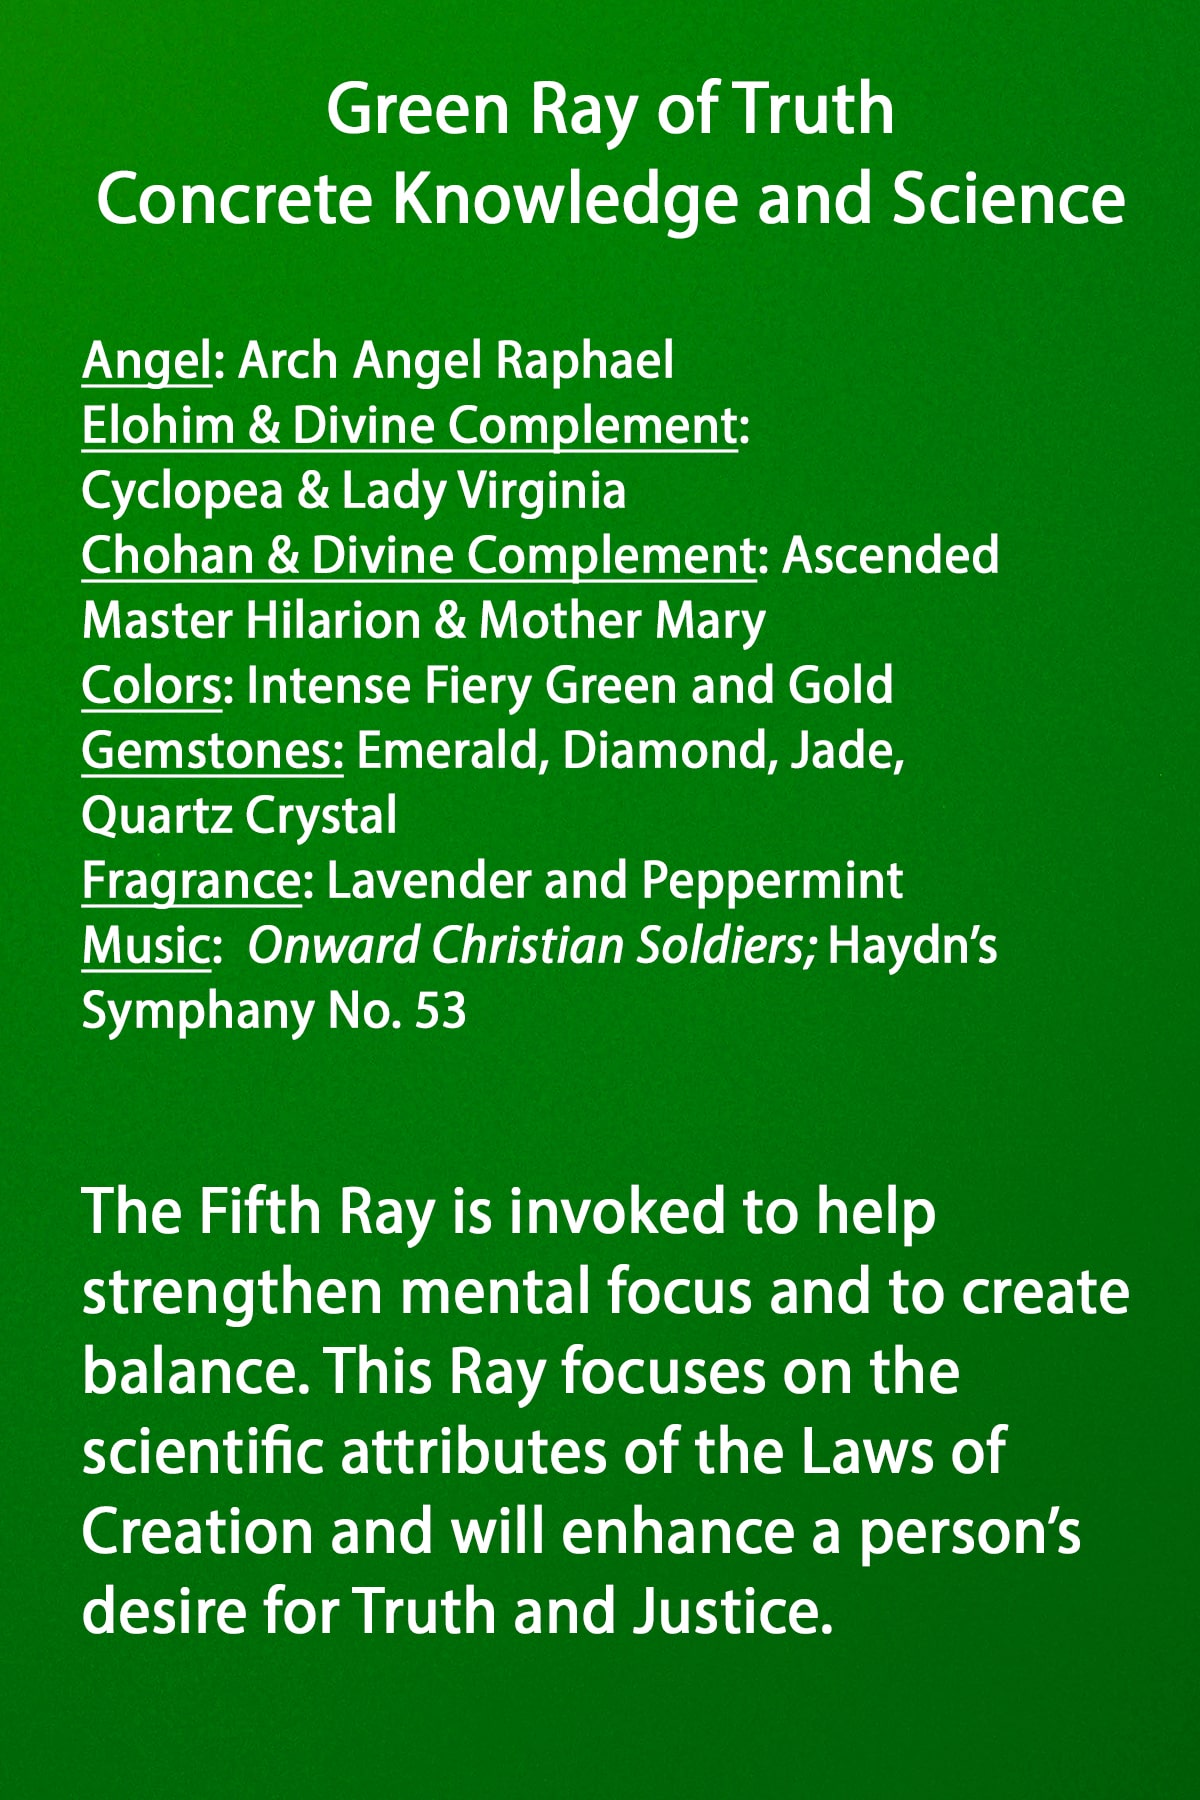 Green Ray of Truth
Concrete Knowledge and Science
Angel: Arch Angel Raphael
Elohim & Divine Complement:
Cyclopea & Lady Virginia
Chohan & Divine Complement: Ascended
Master Hilarion & Mother Mary
Colors: Intense Fiery Green and Gold
Gemstones: Emerald, Diamond, Jade,
Quartz Crystal
Fragrance: Lavender and Peppermint
Music: Onward Christian Soldiers; Haydn’s
Symphany No. 53
The Fifth Ray is invoked to help
strengthen mental focus and to create
balance. This Ray focuses on the
scientific attributes of the Laws of
Creation and will enhance a person’s
desire for Truth and Justice.